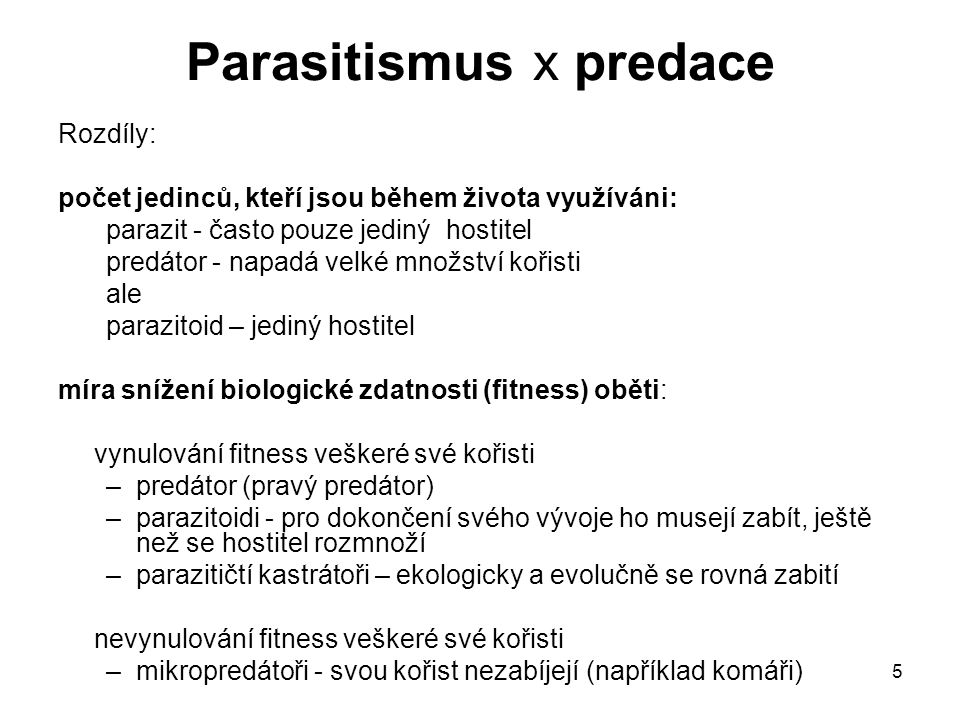 Parasitismus x predace
Rozdíly:
počet jedinců, kteří jsou během života využíváni:
parazit - často pouze jediný hostitel
predátor - napadá velké množství kořisti
ale
parazitoid – jediný hostitel
míra snížení biologické zdatnosti (fitness) oběti:
vynulování fitness veškeré své kořisti
– predátor (pravý predátor)
– parazitoidi - pro dokončení svého vývoje ho musejí zabít, ještě
než se hostitel rozmnoží
– parazitičtí kastrátoři – ekologicky a evolučně se rovná zabití
nevynulování fitness veškeré své kořisti
– mikropredátoři - svou kořist nezabíjejí (například komáři)
5